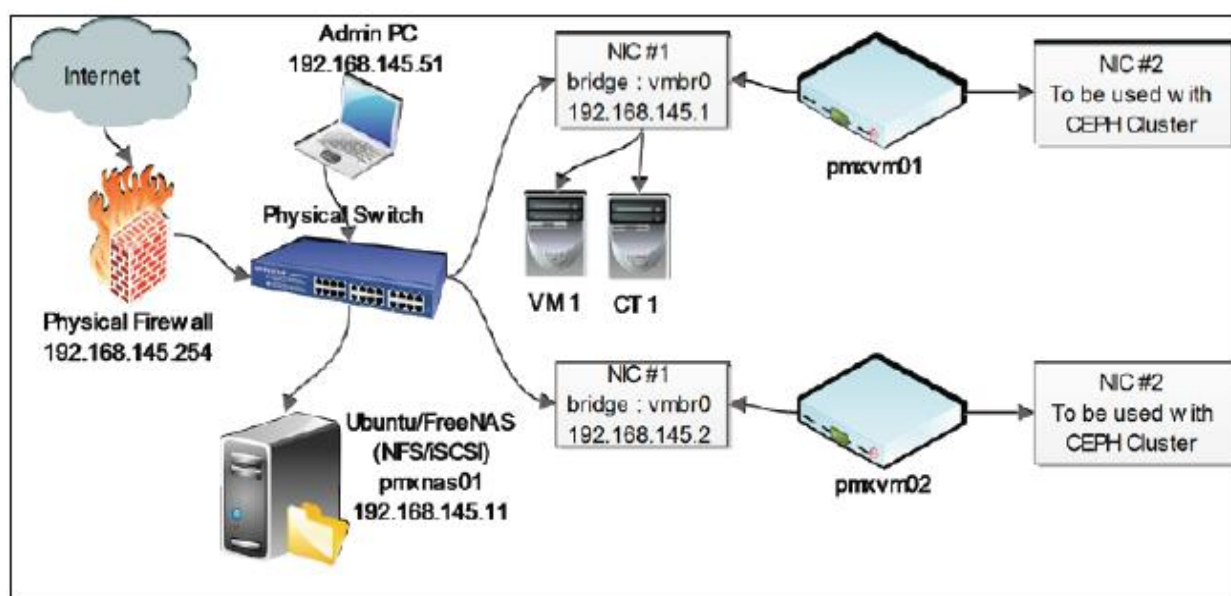 Internet
Physical Firewall
192.168.145.254
Admin PC
192.168.145.51
Physical Switch
Ubuntu/FreeNAS
(NFS/iSCSI)
pmxnas01
192.168.145.11
NIC #1
bridge : vmbr0
192.168.145.1
VM 1
CT 1
pmxvm01
NIC #2
To be used with
CEPH Cluster
NIC #1
bridge : vmbr0
192.168.145.2
pmxvm02
NIC #2
To be used with
CEPH Cluster